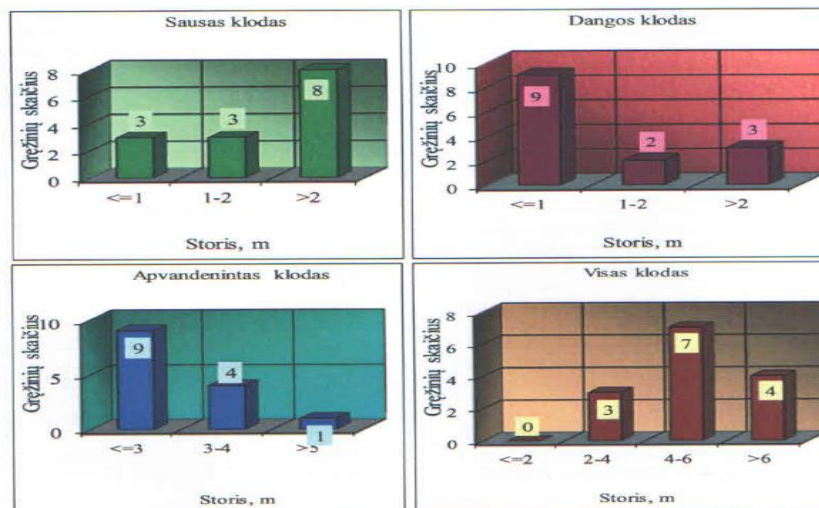 Sausas klodas
Gręžinių skaičius
8
6
4
2
0
3
3
8
<=1 1-2 >2
Storis, m
Dangos klodas
Gręžinių skaičius
10
8
6
4
2
0
9
2
3
<=1 1-2 >2
Storis, m
Apvandenintas klodas
Gręžinių skaičius
10
5
0
9
4
1
<=3 3-4 >5
Storis, m
Visas klodas
Gręžinių skaičius
8
6
4
2
0
0
3
7
4
<=2 2-4 4-6 >6
Storis, m